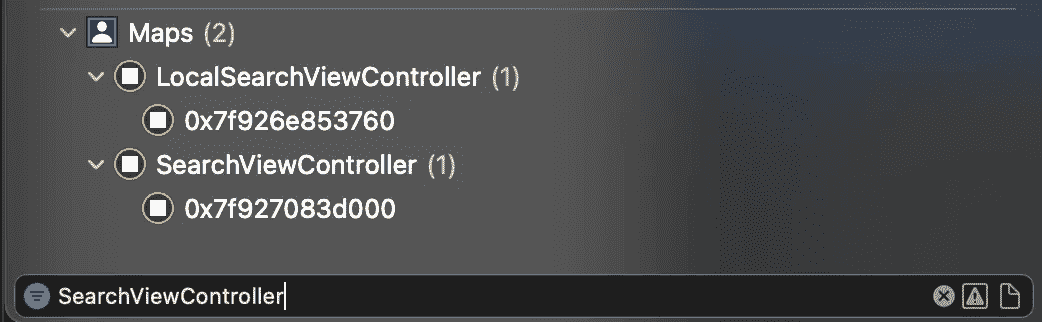 Maps (2)
LocalSearchViewController (1)
0x7f926e853760
SearchViewController (1)
0x7f927083d000
SearchViewController